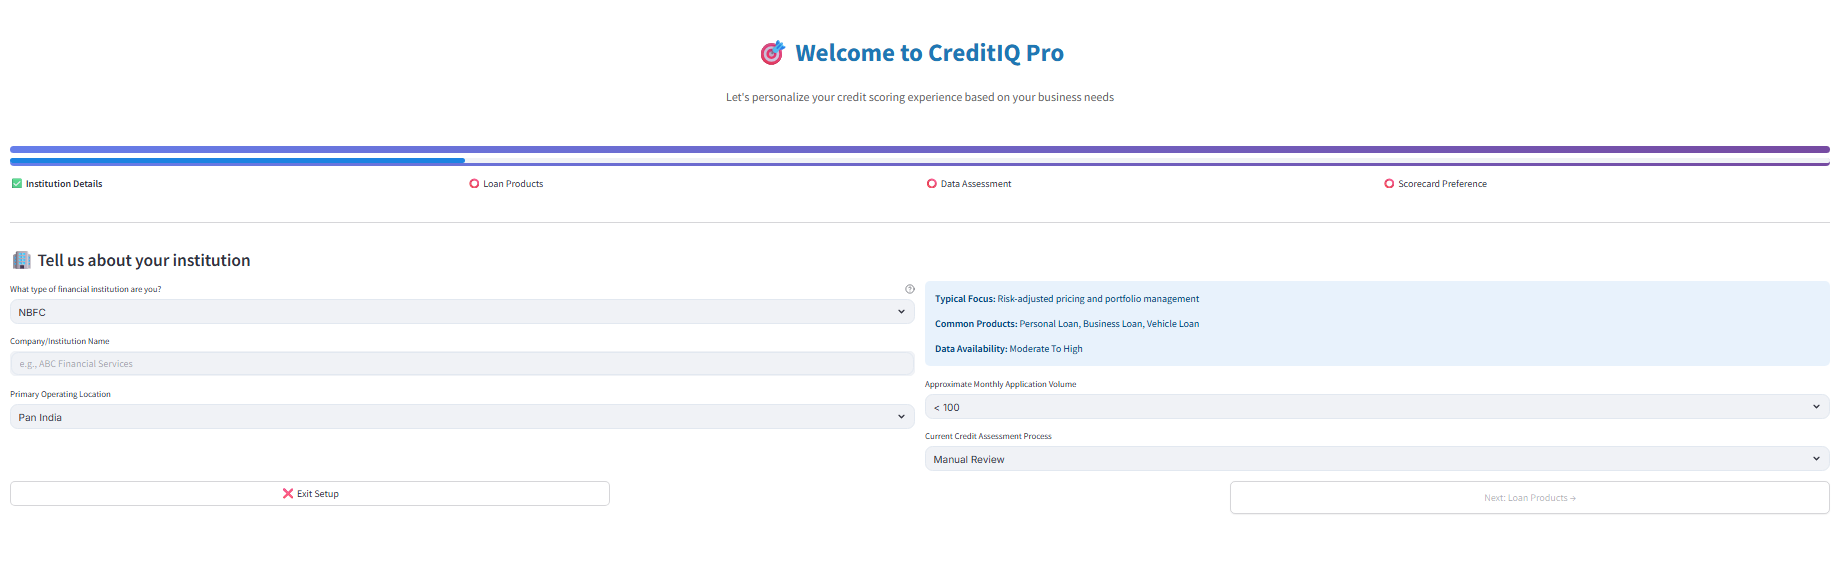 Welcome to CreditIQ Pro
Let's personalize your credit scoring experience based on your business needs
Institution Details
Loan Products
Data Assessment
Scorecard Preference
Tell us about your institution
What type of financial institution are you?
NBFC
Company/Institution Name
e.g., ABC Financial Services
Primary Operating Location
Pan India
Typical Focus: Risk-adjusted pricing and portfolio management
Common Products: Personal Loan, Business Loan, Vehicle Loan
Data Availability: Moderate To High
Approximate Monthly Application Volume
< 100
Current Credit Assessment Process
Manual Review
Exit Setup
Next: Loan Products →